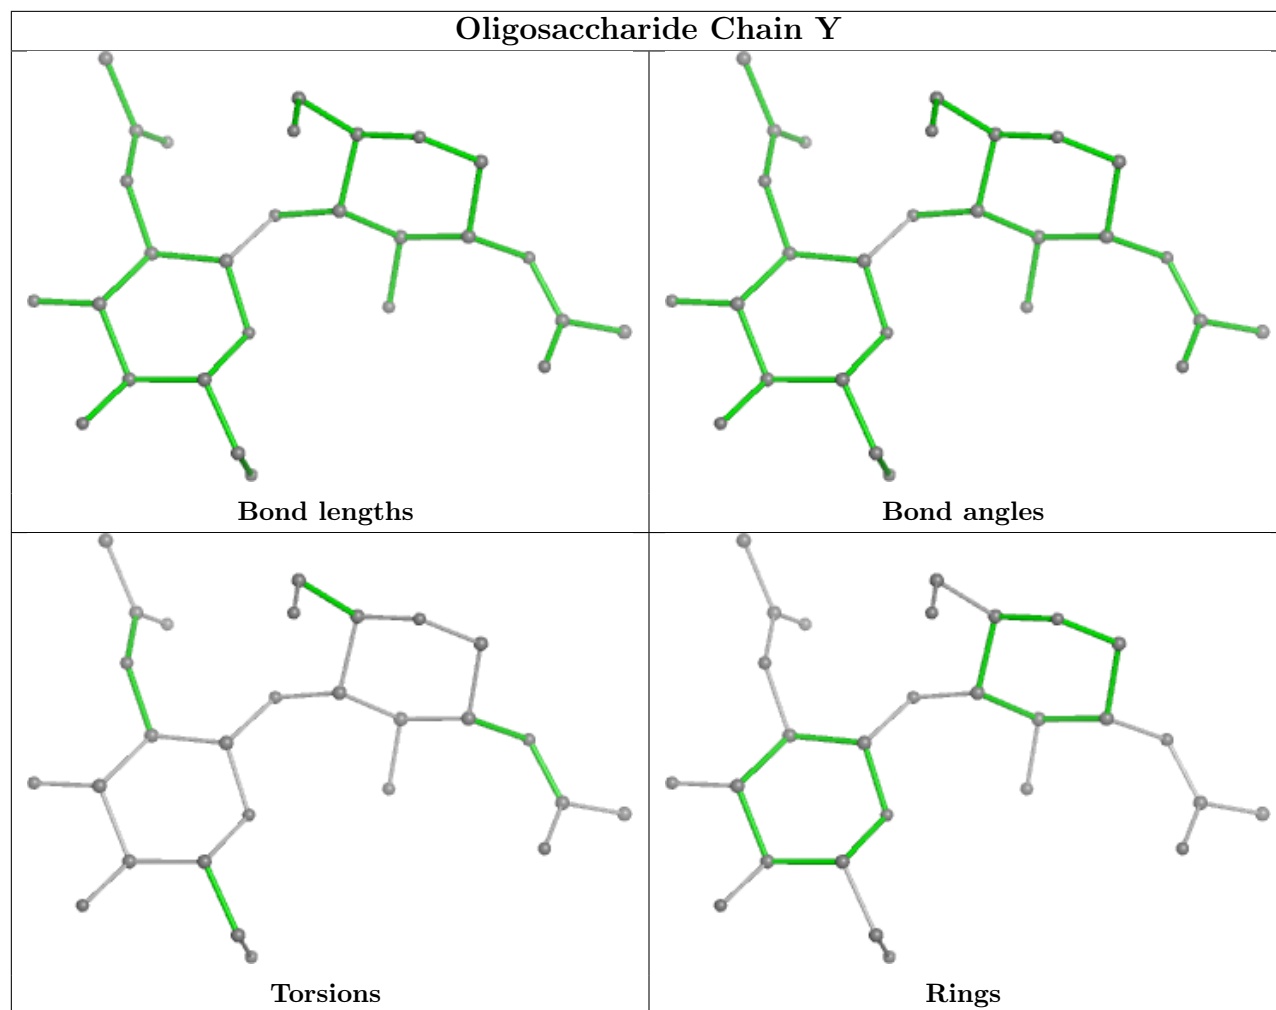 Oligosaccharide Chain Y
Bond lengths
Bond angles
Torsions
Rings